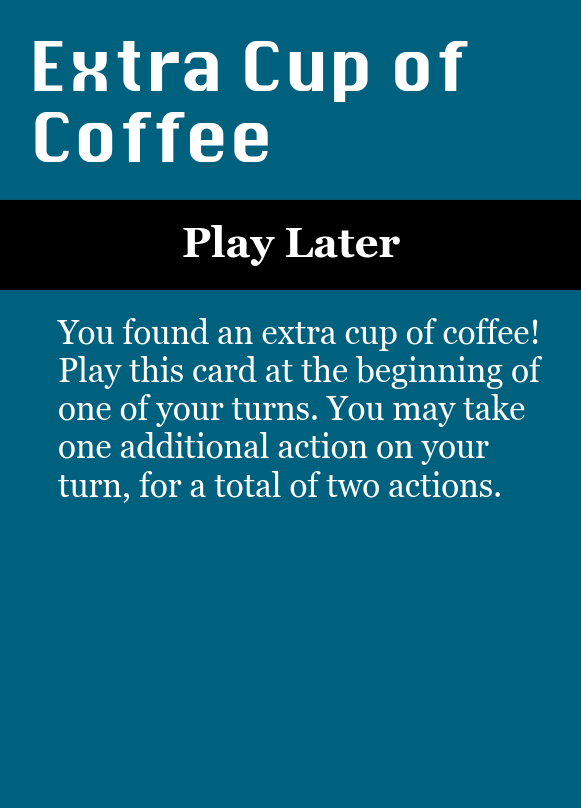 Extra Cup of
Coffee
Play Later
You found an extra cup of coffee!
Play this card at the beginning of
one of your turns. You may take
one additional action on your
turn, for a total of two actions.